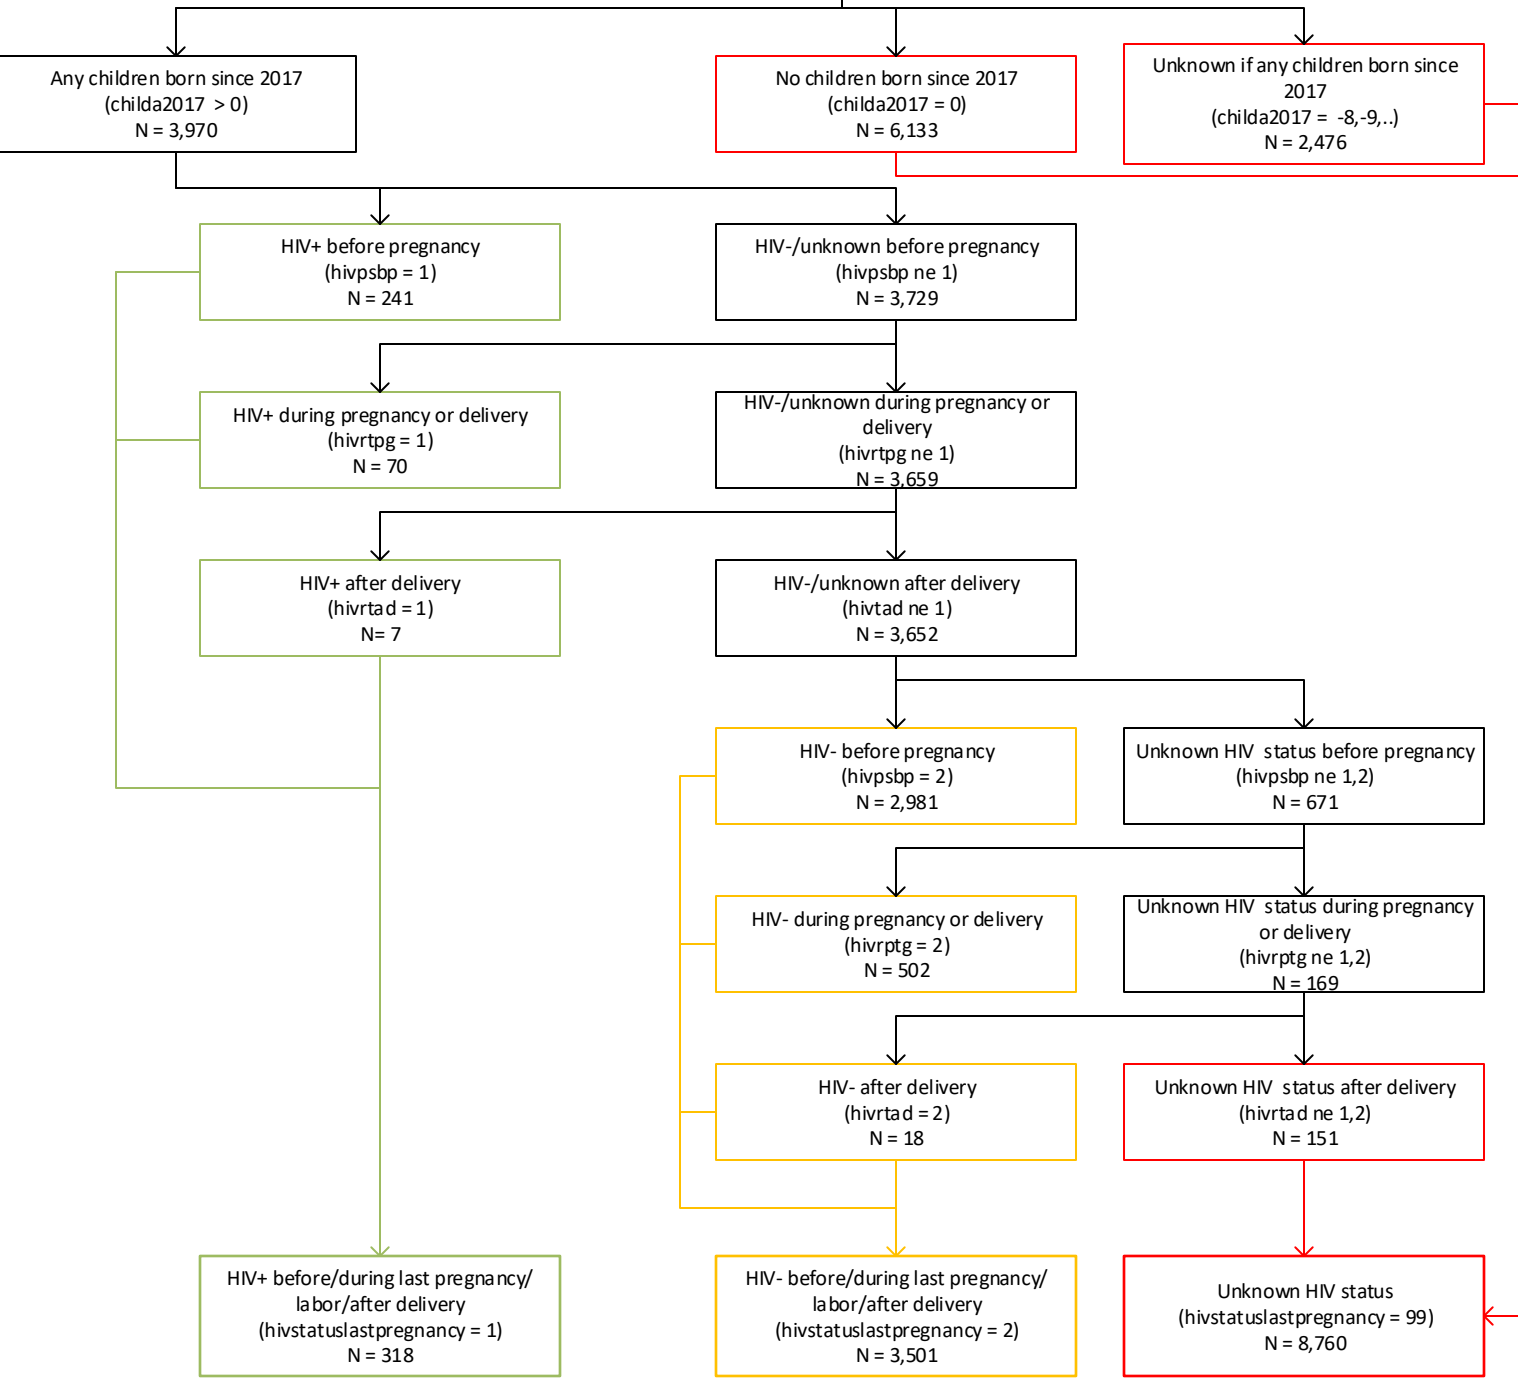 Any children born since 2017
(childa2017 > 0)
N = 3,970
No children born since 2017
(childa2017 = 0)
N = 6,133
Unknown if any children born since
2017
(childa2017 = -8,-9,..)
N = 2,476
HIV+ before pregnancy
(hivpsbp = 1)
N = 241
HIV-/unknown before pregnancy
(hivpsbp ne 1)
N = 3,729
HIV+ during pregnancy or delivery
(hivrtpg = 1)
N = 70
HIV-/unknown during pregnancy or
delivery
(hivrtpg ne 1)
N = 3,659
HIV+ after delivery
(hivrtad = 1)
N= 7
HIV-/unknown after delivery
(hivtad ne 1)
N = 3,652
HIV- before pregnancy
(hivpsbp = 2)
N = 2,981
Unknown HIV status before pregnancy
(hivpsbp ne 1,2)
N = 671
HIV- during pregnancy or delivery
(hivrptg = 2)
N = 502
Unknown HIV status during pregnancy
or delivery
(hivrptg ne 1,2)
N = 169
HIV- after delivery
(hivrtad = 2)
N = 18
Unknown HIV status after delivery
(hivrtad ne 1,2)
N = 151
HIV+ before/during last pregnancy/
labor/after delivery
(hivstatuslastpregnancy = 1)
N = 318
HIV- before/during last pregnancy/
labor/after delivery
(hivstatuslastpregnancy = 2)
N = 3,501
Unknown HIV status
(hivstatuslastpregnancy = 99)
N = 8,760